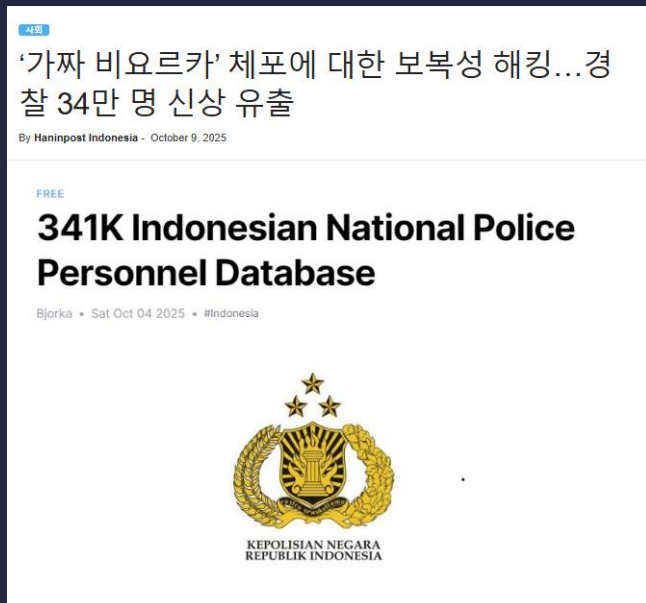 사회
‘가짜 비요르카’ 체포에 대한 보복성 해킹…경
찰 34만 명 신상 유출
By Haninpost Indonesia - October 9, 2025
FREE
341K Indonesian National Police
Personnel Database
Bjorka • Sat Oct 04 2025 • #Indonesia
KEPOLISIAN NEGARA
REPUBLIK INDONESIA